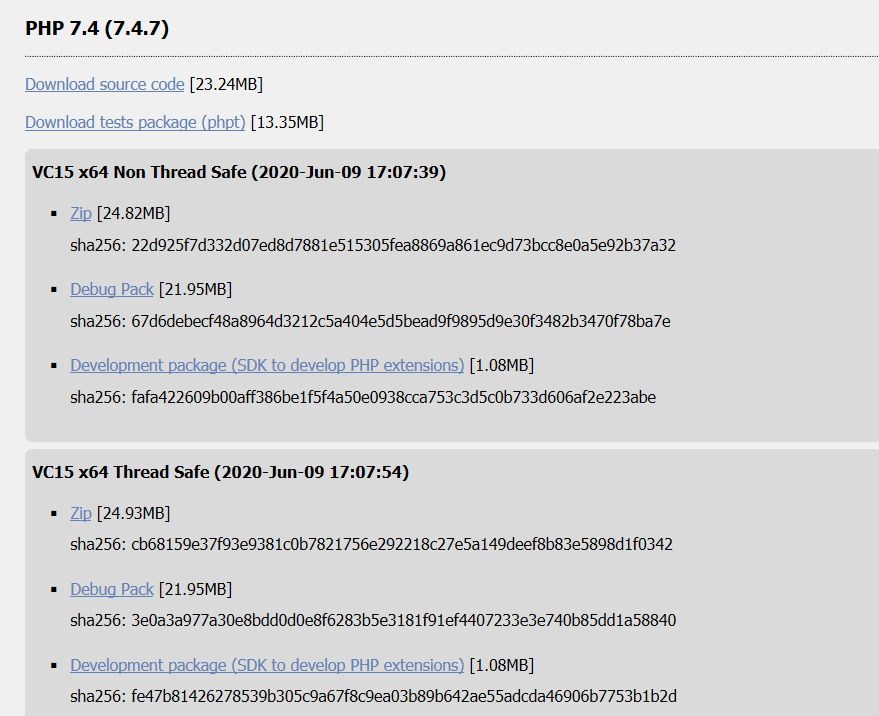 PHP 7.4 (7.4.7)
Download source code [23.24MB]
Download tests package (phpt) [13.35MB]
VC15 x64 Non Thread Safe (2020-Jun-09 17:07:39)
Zip [24.82MB]
sha256: 22d925f7d332d07ed8d7881e515305fea8869a861ec9d73bcc8e0a5e92b37a32
Debug Pack [21.95MB]
sha256: 67d6debecf48a8964d3212c5a404e5d5bead9f9895d9e30f3482b3470f78ba7e
Development package (SDK to develop PHP extensions) [1.08MB]
sha256: fafa422609b00aff386be1f5f4a50e0938cca753c3d5c0b733d606af2e223abe
VC15 x64 Thread Safe (2020-Jun-09 17:07:54)
Zip [24.93MB]
sha256: cb68159e37f93e9381c0b7821756e292218c27e5a149deef8b83e5898d1f0342
Debug Pack [21.95MB]
sha256: 3e0a3a977a30e8bdd0d0e8f6283b5e3181f91ef4407233e3e740b85dd1a58840
Development package (SDK to develop PHP extensions) [1.08MB]
sha256: fe47b81426278539b305c9a67f8c9ea03b89b642ae55adcda46906b7753b1b2d